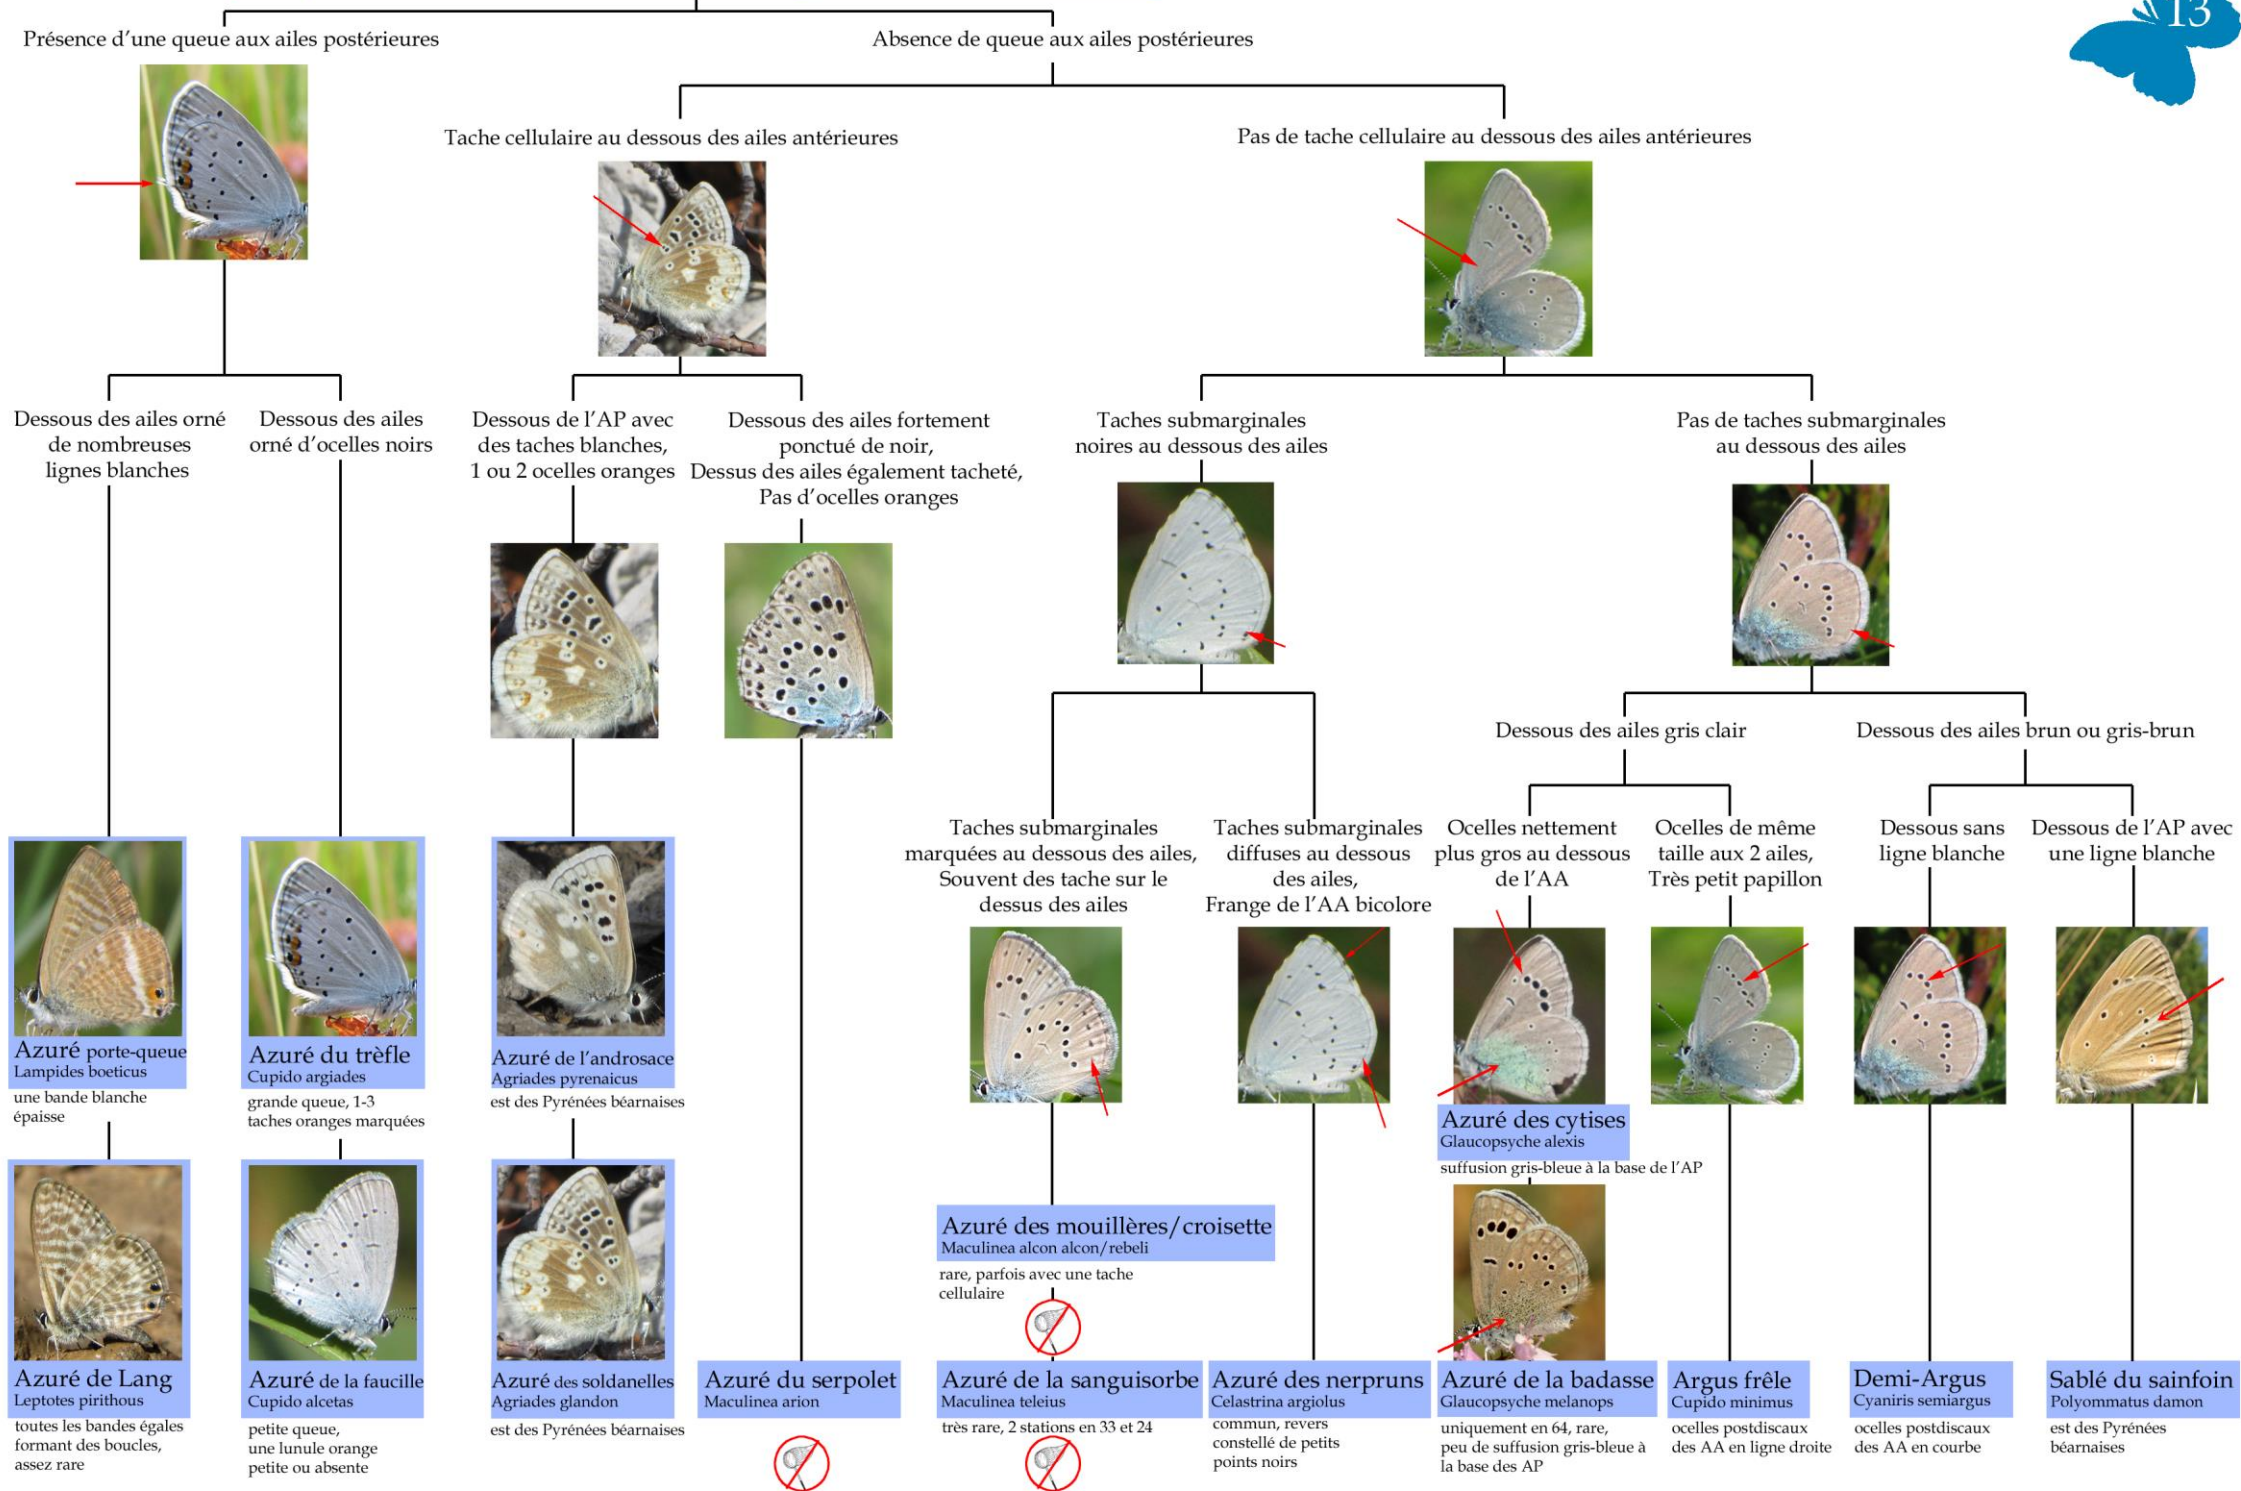 13
Présence d'une queue aux ailes postérieures
Absence de queue aux ailes postérieures
Tache cellulaire au dessous des ailes antérieures
Pas de tache cellulaire au dessous des ailes antérieures
Dessous des ailes orné
de nombreuses
lignes blanches
Dessous des ailes
orné d'ocelles noirs
Dessous de l'AP avec
des taches blanches,
1 ou 2 ocelles oranges
Dessous des ailes fortement
ponctué de noir,
Dessus des ailes également tacheté,
Pas d'ocelles oranges
Taches submarginales
noires au dessous des ailes
Pas de taches submarginales
au dessous des ailes
Dessous des ailes gris clair
Dessous des ailes brun ou gris-brun
Taches submarginales
marquées au dessous des ailes,
Souvent des tache sur le
dessus des ailes
Taches submarginales
diffuses au dessous
des ailes,
Frange de l'AA bicolore
Ocelles nettement
plus gros au dessous
de l'AA
Ocelles de même
taille aux 2 ailes,
Très petit papillon
Dessous sans
ligne blanche
Dessous de l'AP avec
une ligne blanche
Azuré porte-queue
Lampides boeticus
une bande blanche
épaisse
Azuré du trèfle
Cupido argiades
grande queue, 1-3
taches oranges marquées
Azuré de l'androsace
Agriades pyrenaicus
est des Pyrénées béarnaises
Azuré des cytises
Glaucopsyche alexis
suffusion gris-bleue à la base de l'AP
Azuré des mouillères/croisette
Maculinea alcon alcon/rebeli
rare, parfois avec une tache
cellulaire
Azuré de Lang
Leptotes pirithous
toutes les bandes égales
formant des boucles,
assez rare
Azuré de la faucille
Cupido alcetas
petite queue,
une lunule orange
petite ou absente
Azuré des soldanelles
Agriades glandon
est des Pyrénées béarnaises
Azuré du serpolet
Maculinea arion
Azuré de la sanguisorbe
Maculinea teleius
très rare, 2 stations en 33 et 24
Azuré des nerpruns
Celastrina argiolus
commun, revers
constellé de petits
points noirs
Azuré de la badasse
Glaucopsyche melanops
uniquement en 64, rare,
peu de suffusion gris-bleue à
la base des AP
Argus frêle
Cupido minimus
ocelles postdiscaux
des AA en ligne droite
Demi-Argus
Cyaniris semiargus
ocelles postdiscaux
des AA en courbe
Sablé du sainfoin
Polyommatus damon
est des Pyrénées
béarnaises